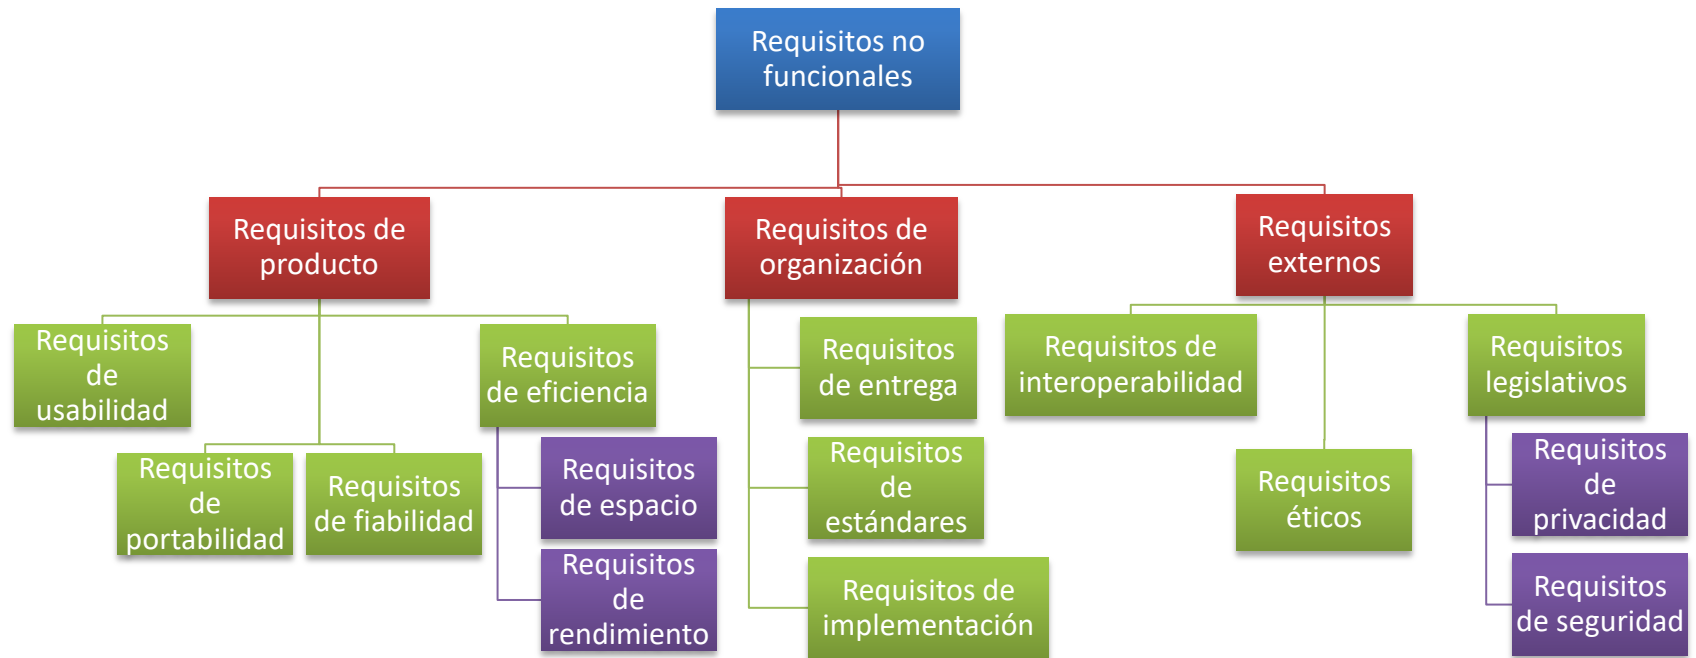 Requisitos no
funcionales
Requisitos de
producto
Requisitos de
organización
Requisitos
externos
Requisitos
de
usabilidad
Requisitos
de
portabilidad
Requisitos
de fiabilidad
Requisitos
de eficiencia
Requisitos
de espacio
Requisitos
de
rendimiento
Requisitos
de entrega
Requisitos
de
estándares
Requisitos de
implementación
Requisitos de
interoperabilidad
Requisitos
éticos
Requisitos
legislativos
Requisitos
de
privacidad
Requisitos
de seguridad